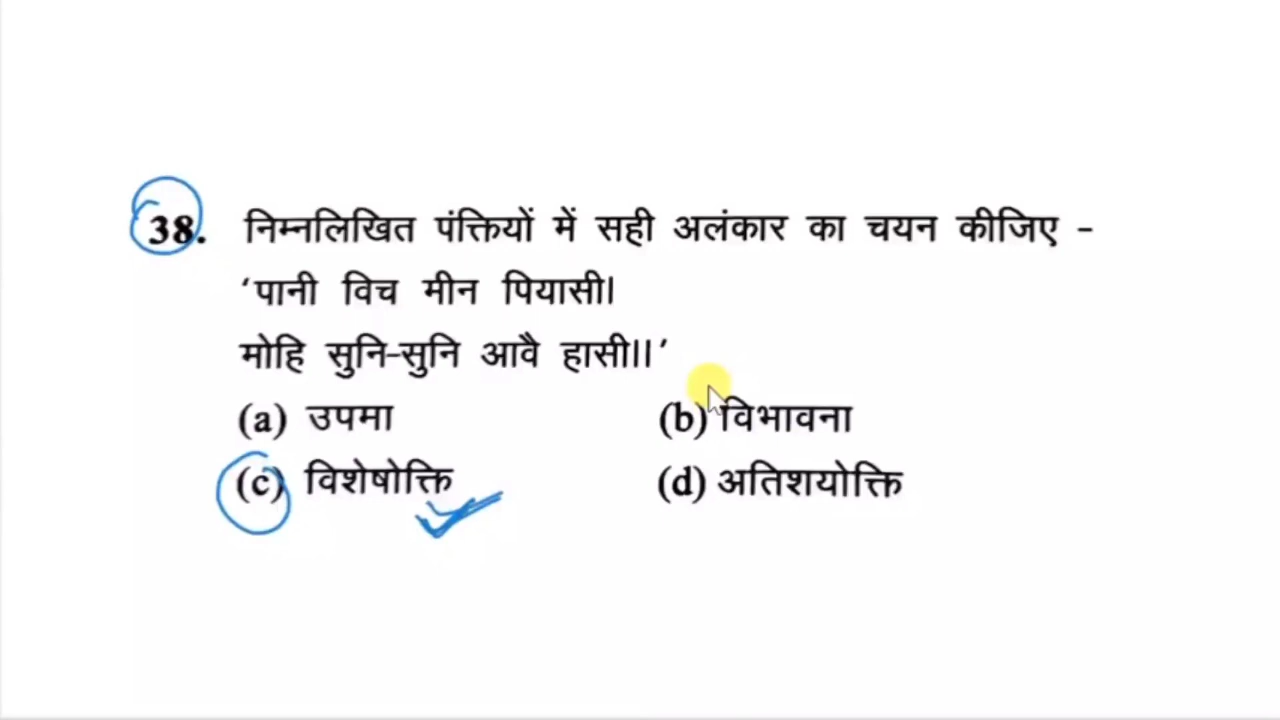 38. निम्नलिखित पंक्तियों में सही अलंकार का चयन कीजिए -
‘पानी विच मीन पियासी।
मोहि सुनि-सुनि आवै हासी।।’
(a) उपमा (b) विभावना
(c) विशेषोक्ति (d) अतिशयोक्ति